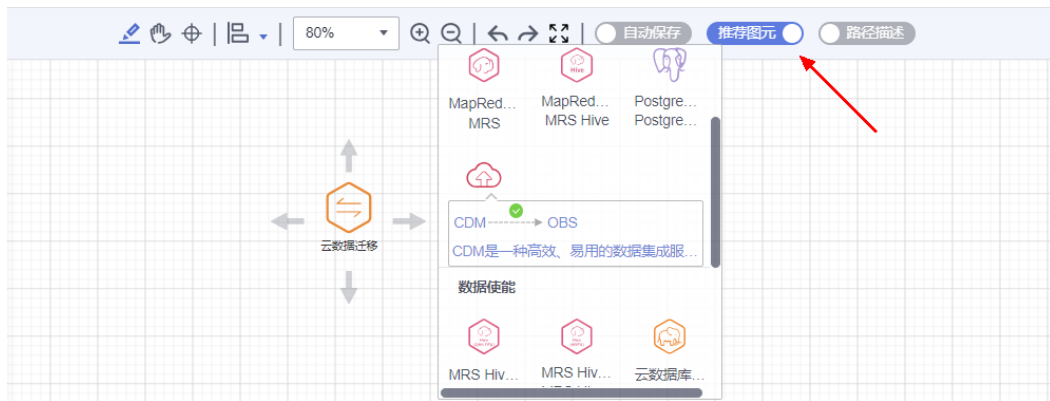 80%
自动保存
推荐图元
路径描述
MapRed...
MRS
MapRed...
MRS Hive
Postgre...
Postgre...
CDM
OBS
CDM是一种高效、易用的数据集成服...
云数据迁移
数据使能
MRS Hiv...
MRS Hiv...
云数据库...